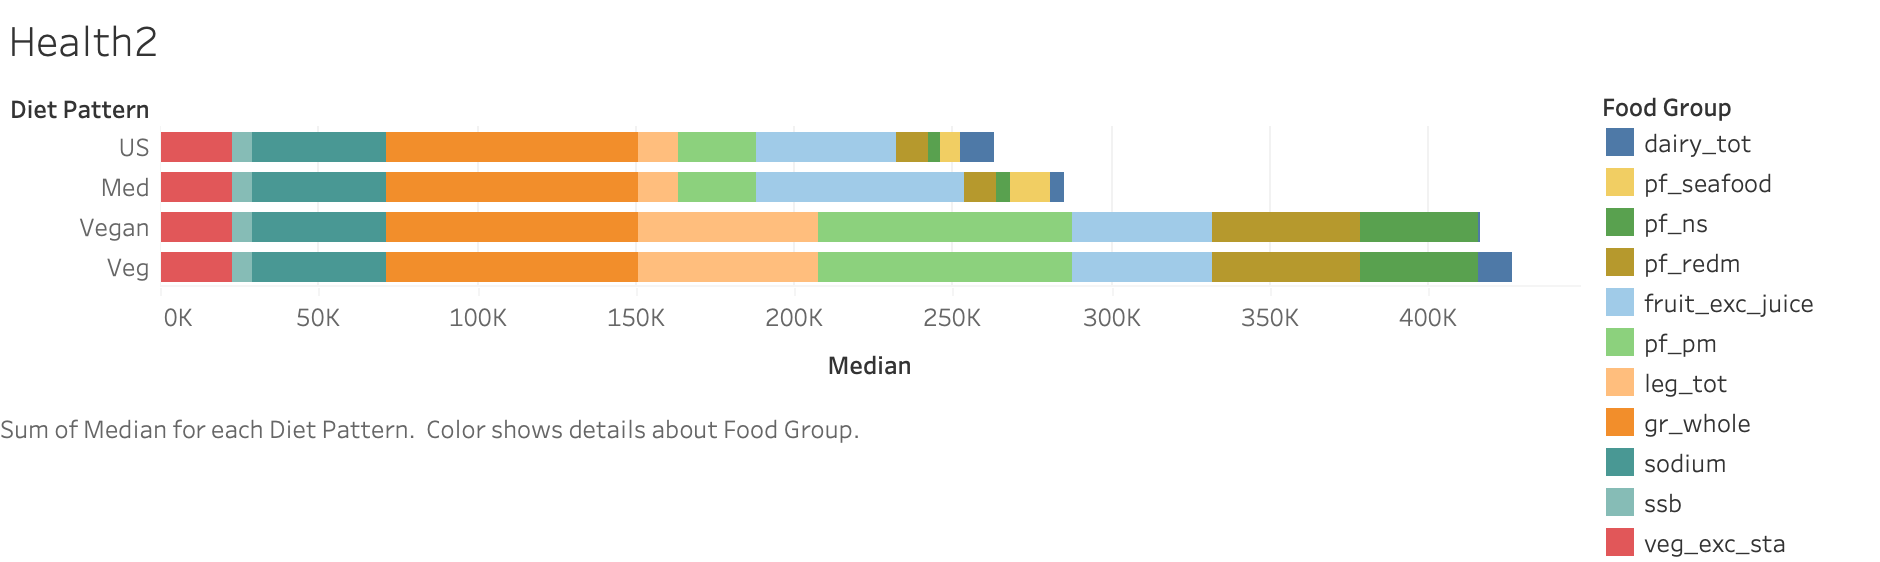 Health2
Diet Pattern
US
Med
Vegan
Veg
0K 50K 100K 150K 200K 250K 300K 350K 400K
Median
Sum of Median for each Diet Pattern.  Color shows details about Food Group.
Food Group
dairy_tot
pf_seafood
pf_ns
pf_redm
fruit_exc_juice
pf_pm
leg_tot
gr_whole
sodium
ssb
veg_exc_sta